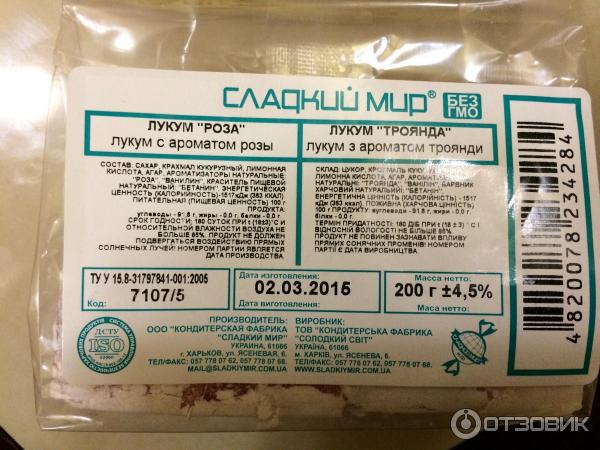 СЛАДКИЙ МИР®
БЕЗ
ГМО
ЛУКУМ "РОЗА"
лукум с ароматом розы
СОСТАВ: САХАР, КРАХМАЛ КУКУРУЗНЫЙ, ЛИМОННАЯ
КИСЛОТА, АГАР, АРОМАТИЗАТОРЫ НАТУРАЛЬНЫЕ:
"РОЗА", "ВАНИЛИН", КРАСИТЕЛЬ ПИЩЕВОЙ
НАТУРАЛЬНЫЙ: "БЕТАНИН". ЭНЕРГЕТИЧЕСКАЯ
ЦЕННОСТЬ (КАЛОРИЙНОСТЬ)-1517кДж (363 ККАЛ)
ПИТАТЕЛЬНАЯ (ПИЩЕВАЯ ЦЕННОСТЬ) 100 г
ПРОДУКТА:
углеводы - 91,8 г, жиры - 0,0 г, белки - 0,0 г.
СРОК ГОДНОСТИ: 180 СУТОК ПРИ t (18±3)°С И
ОТНОСИТЕЛЬНОЙ ВЛАЖНОСТИ ВОЗДУХА НЕ
БОЛЬШЕ 85%. ПРОДУКТ НЕ ДОЛЖЕН
ПОДВЕРГАТЬСЯ ВОЗДЕЙСТВИЮ ПРЯМЫХ
СОЛНЕЧНЫХ ЛУЧЕЙ! НОМЕРОМ ПАРТИИ ЯВЛЯЕТСЯ
ДАТА ПРОИЗВОДСТВА
ЛУКУМ "ТРОЯНДА"
лукум з ароматом троянди
СКЛАД: ЦУКОР, КРОХМАЛЬ
ЛИМОННА КИСЛОТА, АГАР,
НАТУРАЛЬНІ: "ТРОЯНДА", "ВАНІЛІН", БАРВНИК
ХАРЧОВИЙ НАТУРАЛЬНИЙ: "БЕТАНІН".
ЕНЕРГЕТИЧНА ЦІННІСТЬ (КАЛОРІЙНІСТЬ) -1517
кДж (363 ккал). ПОЖИВНА (ХАРЧОВА ЦІННІСТЬ)
100 г ПРОДУКТУ: вуглеводи - 91,8 г, жири - 0,0 г,
білки - 0,0 г.
ТЕРМІН ПРИДАТНОСТІ: 180 ДІБ ПРИ t (18 ± 3) °С І
ВІДНОСНІЙ ВОЛОГОСТІ НЕ БІЛЬШЕ 85%.
ПРОДУКТ НЕ ПОВИНЕН ЗАЗНАВАТИ ВПЛИВУ
ПРЯМИХ СОНЯЧНИХ ПРОМЕНІВ! НОМЕРОМ
ПАРТІЇ Є ДАТА ВИРОБНИЦТВА
4820078234284
ТУ У 15.8-31797841-001:2005
Код: 7107/5
Дата изготовления:
02.03.2015
Дата виготовлення:
Масса нетто:
200 г ±4,5%
Маса нетто:
ДСТУ
ISO
22000
ПРОИЗВОДИТЕЛЬ:
ООО "КОНДИТЕРСКАЯ ФАБРИКА
"СЛАДКИЙ МИР"
УКРАИНА, 61066
г. ХАРЬКОВ, УЛ. ЯСЕНЕВАЯ, 6.
ТЕЛ/ФАКС: 057 778 07 62, 057 778 07 68.
MAIL@SLADKIYMIR.COM
ВИРОБНИК:
ТОВ "КОНДИТЕРСЬКА ФАБРИКА
"СОЛОДКИЙ СВІТ"
УКРАЇНА, 61066
М. ХАРКІВ, ВУЛ. ЯСЕНЕВА, 6.
ТЕЛ/ФАКС: 057 778 07 62, 057 778 07 68.
WWW.SLADKIYMIR.COM
ОТЗОВИК